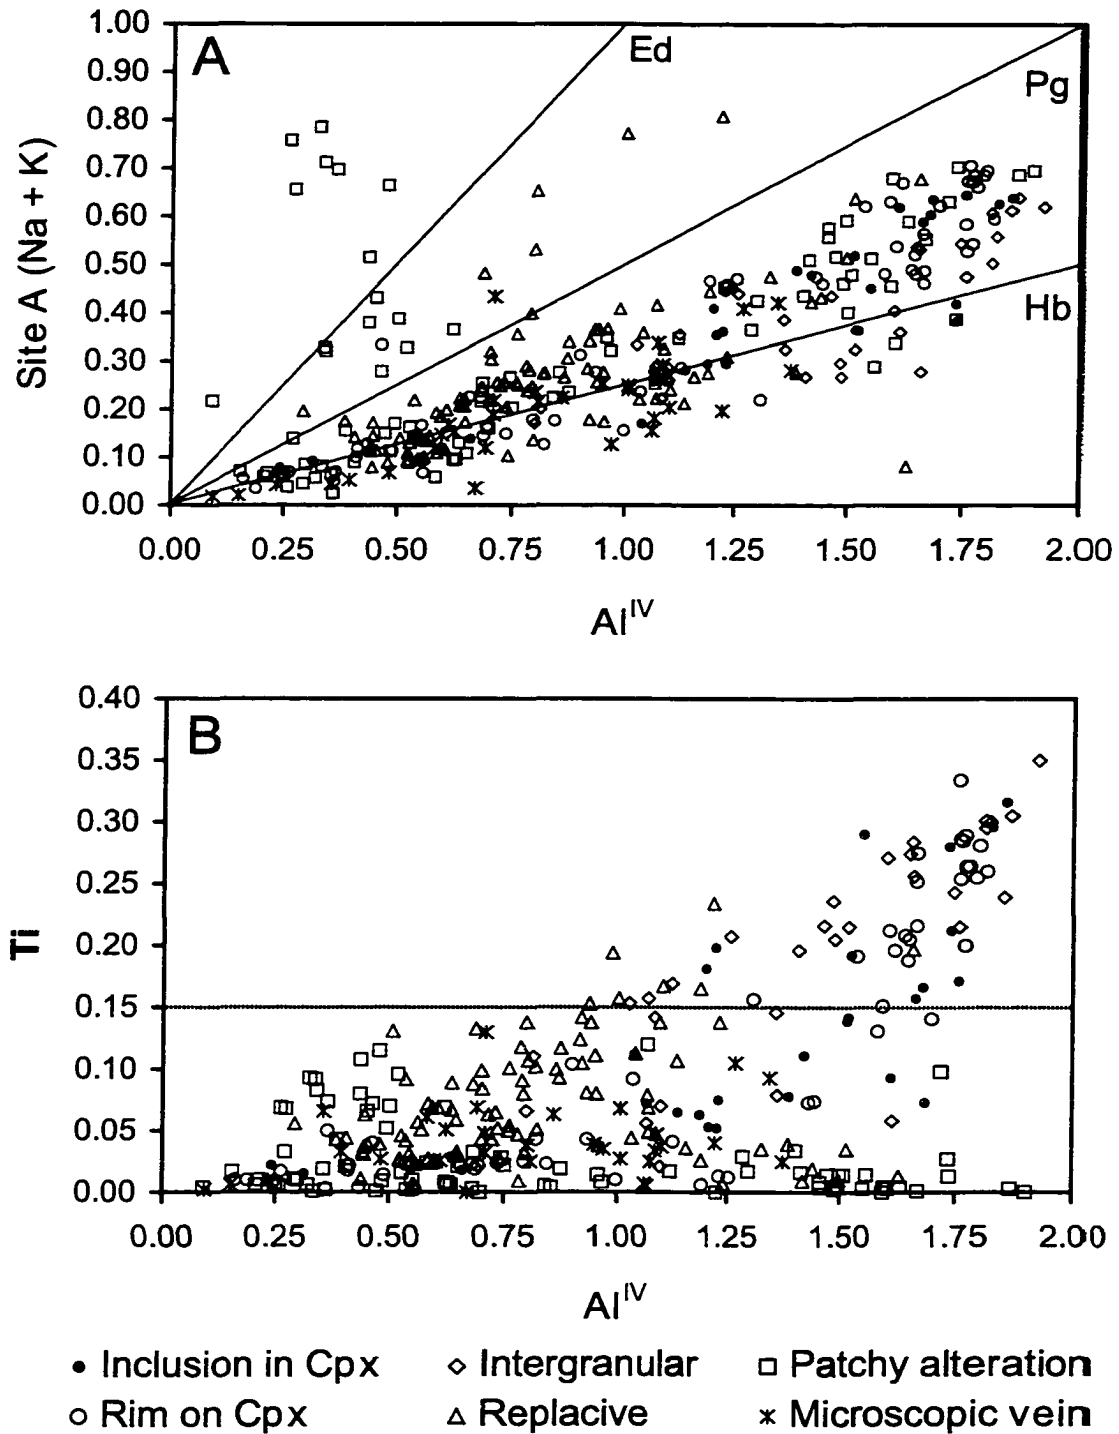 A
Ed
Pg
Hb
Site A (Na + K)
1.00
0.90
0.80
0.70
0.60
0.50
0.40
0.30
0.20
0.10
0.00
0.00 0.25 0.50 0.75 1.00 1.25 1.50 1.75 2.00
Al^IV
B
Ti
0.40
0.35
0.30
0.25
0.20
0.15
0.10
0.05
0.00
0.00 0.25 0.50 0.75 1.00 1.25 1.50 1.75 2.00
Al^IV
Inclusion in Cpx Intergranular Patchy alteration
Rim on Cpx Replacive Microscopic vein